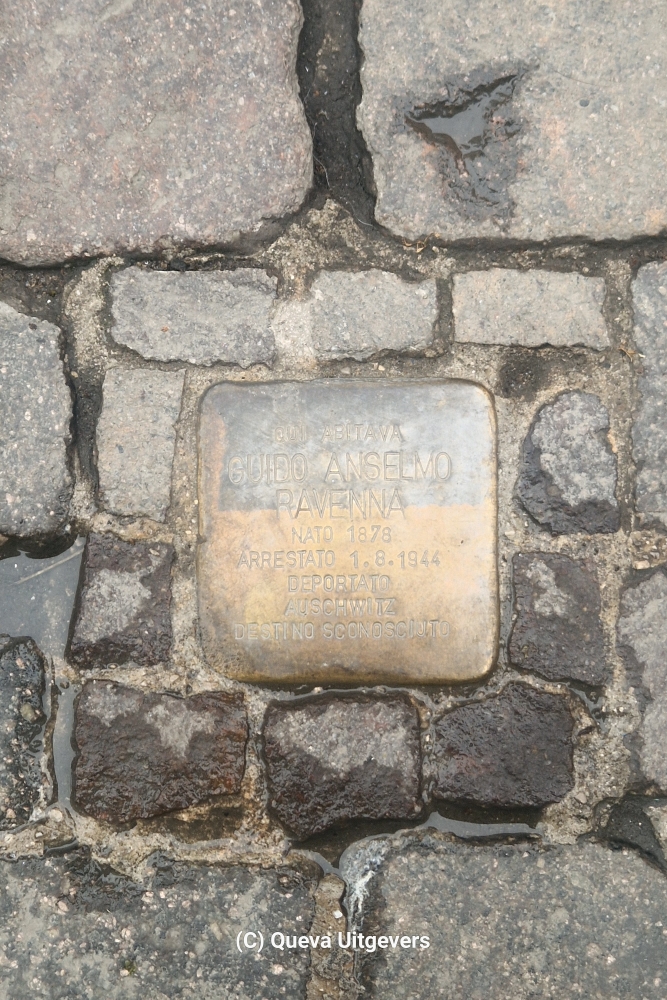 QUI ABITAVA
GUIDO ANSELMO
RAVENNA
NATO 1878
ARRESTATO 1.8.1944
DEPORTATO
AUSCHWITZ
DESTINO SCONOSCIUTO
(C) Queva Uitgevers